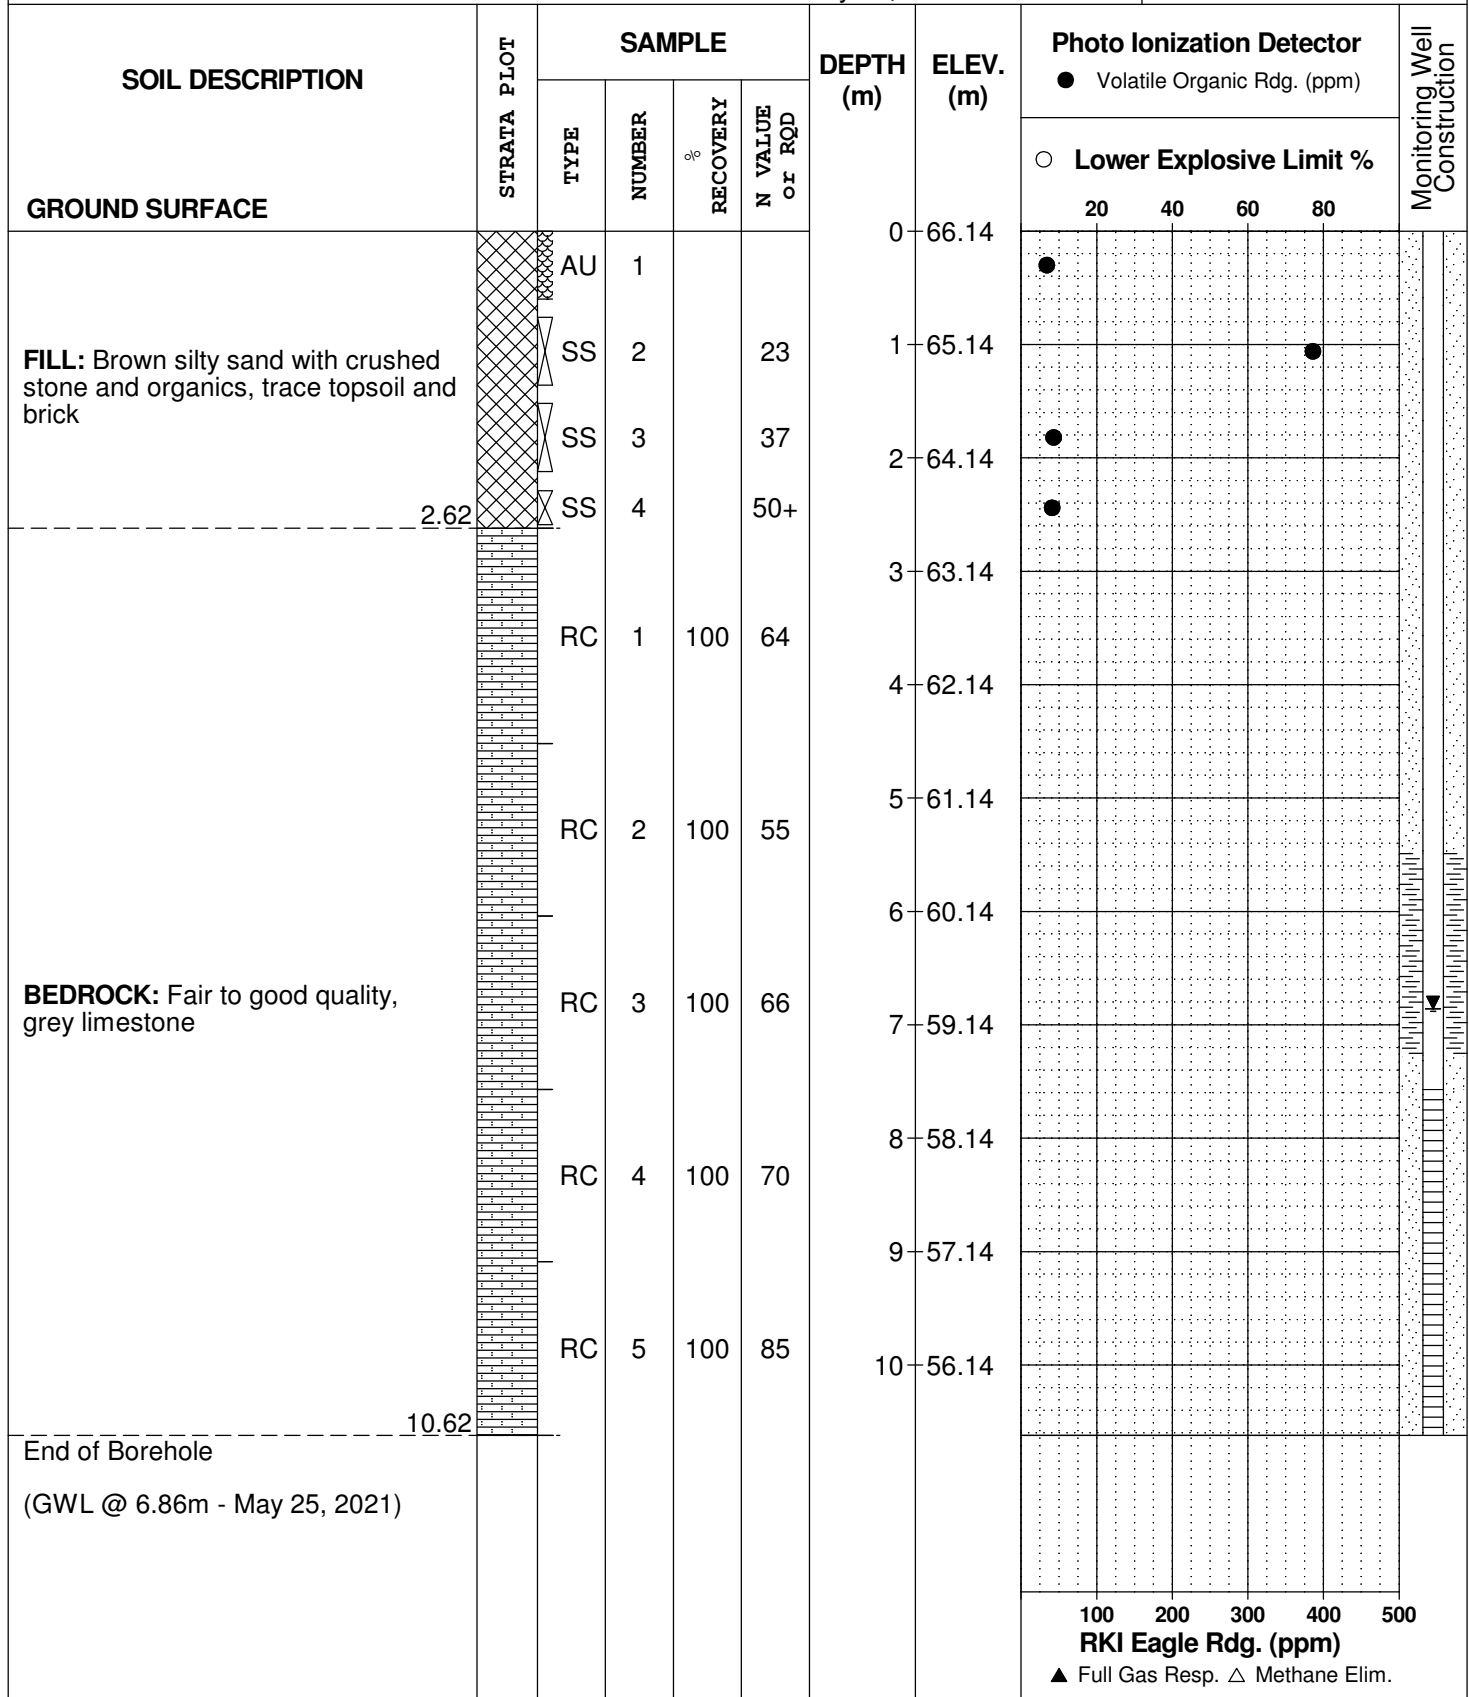 SOIL DESCRIPTION
GROUND SURFACE
STRATA PLOT
SAMPLE
TYPE
NUMBER
% RECOVERY
N VALUE or RQD
DEPTH (m)
ELEV. (m)
Photo Ionization Detector
● Volatile Organic Rdg. (ppm)
○ Lower Explosive Limit %
20 40 60 80
Monitoring Well Construction
0 66.14
AU 1
FILL: Brown silty sand with crushed
stone and organics, trace topsoil and
brick
SS 2 23
1 65.14
SS 3 37
2 64.14
2.62
SS 4 50+
3 63.14
RC 1 100 64
4 62.14
5 61.14
RC 2 100 55
6 60.14
BEDROCK: Fair to good quality,
grey limestone
RC 3 100 66
7 59.14
8 58.14
RC 4 100 70
9 57.14
RC 5 100 85
10 56.14
10.62
End of Borehole
(GWL @ 6.86m - May 25, 2021)
100 200 300 400 500
RKI Eagle Rdg. (ppm)
▲ Full Gas Resp. △ Methane Elim.